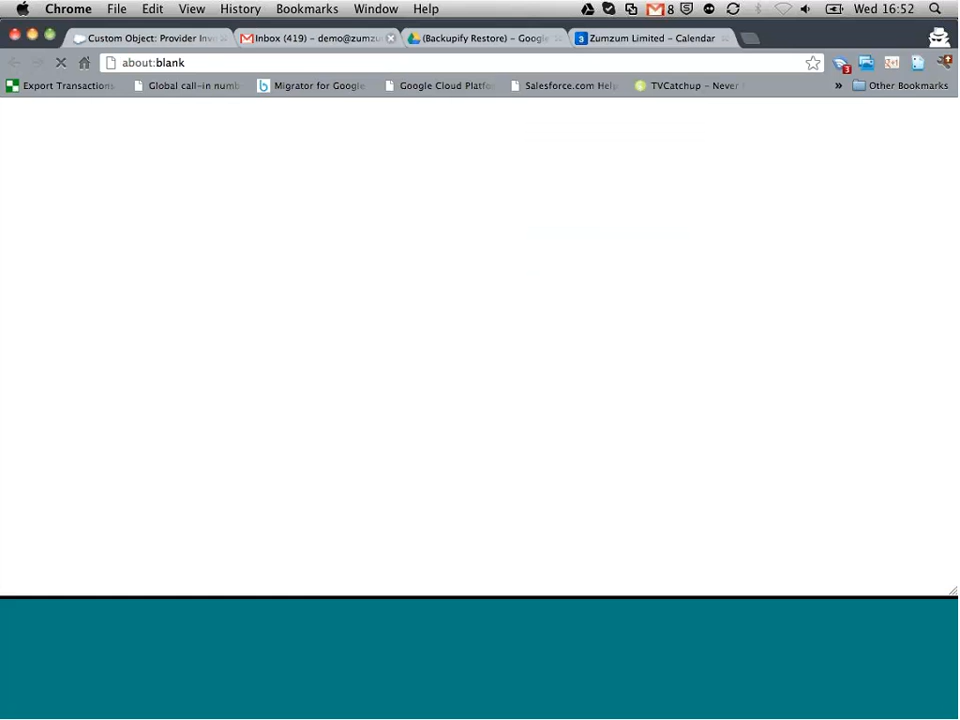 Chrome File Edit View History Bookmarks Window Help 8 Wed 16:52
Custom Object: Provider Inv Inbox (419) – demo@zumzu (Backupify Restore) – Google Zumzum Limited – Calendar
about:blank 3
Export Transactions Global call-in numb Migrator for Google Google Cloud Platfo Salesforce.com Help TVCatchup – Never » Other Bookmarks